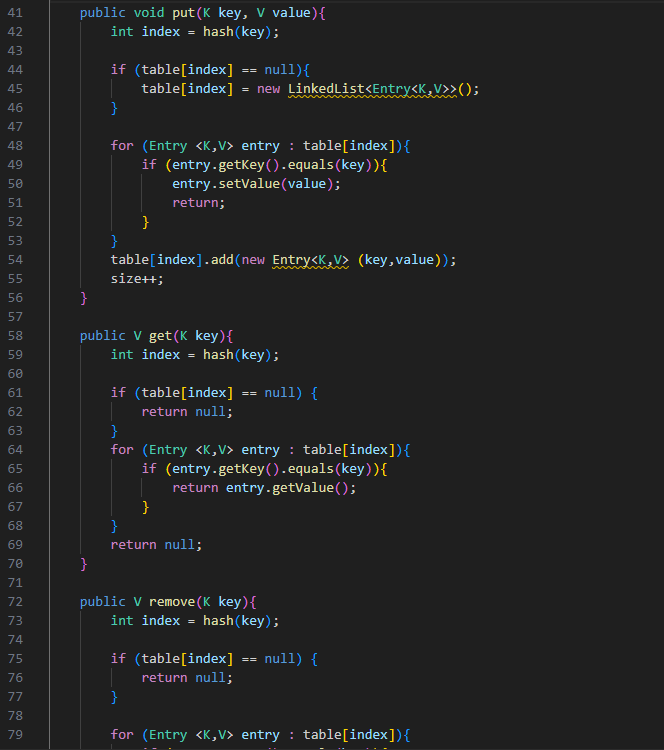 41 public void put(K key, V value){
42 int index = hash(key);
43
44 if (table[index] == null){
45 table[index] = new LinkedList<Entry<K,V>>();
46 }
47
48 for (Entry <K,V> entry : table[index]){
49 if (entry.getKey().equals(key)){
50 entry.setValue(value);
51 return;
52 }
53 }
54 table[index].add(new Entry<K,V> (key,value));
55 size++;
56 }
57
58 public V get(K key){
59 int index = hash(key);
60
61 if (table[index] == null) {
62 return null;
63 }
64 for (Entry <K,V> entry : table[index]){
65 if (entry.getKey().equals(key)){
66 return entry.getValue();
67 }
68 }
69 return null;
70 }
71
72 public V remove(K key){
73 int index = hash(key);
74
75 if (table[index] == null) {
76 return null;
77 }
78
79 for (Entry <K,V> entry : table[index]){